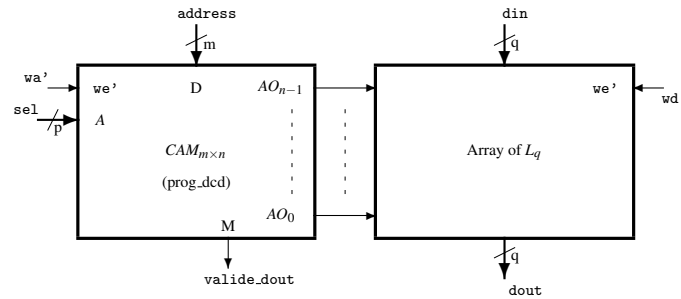 address
din
m
q
wa'
we'
D
AOn−1
we'
wd
sel
p
A
CAMm×n
Array of Lq
(prog_dcd)
AO0
M
q
valide_dout
dout